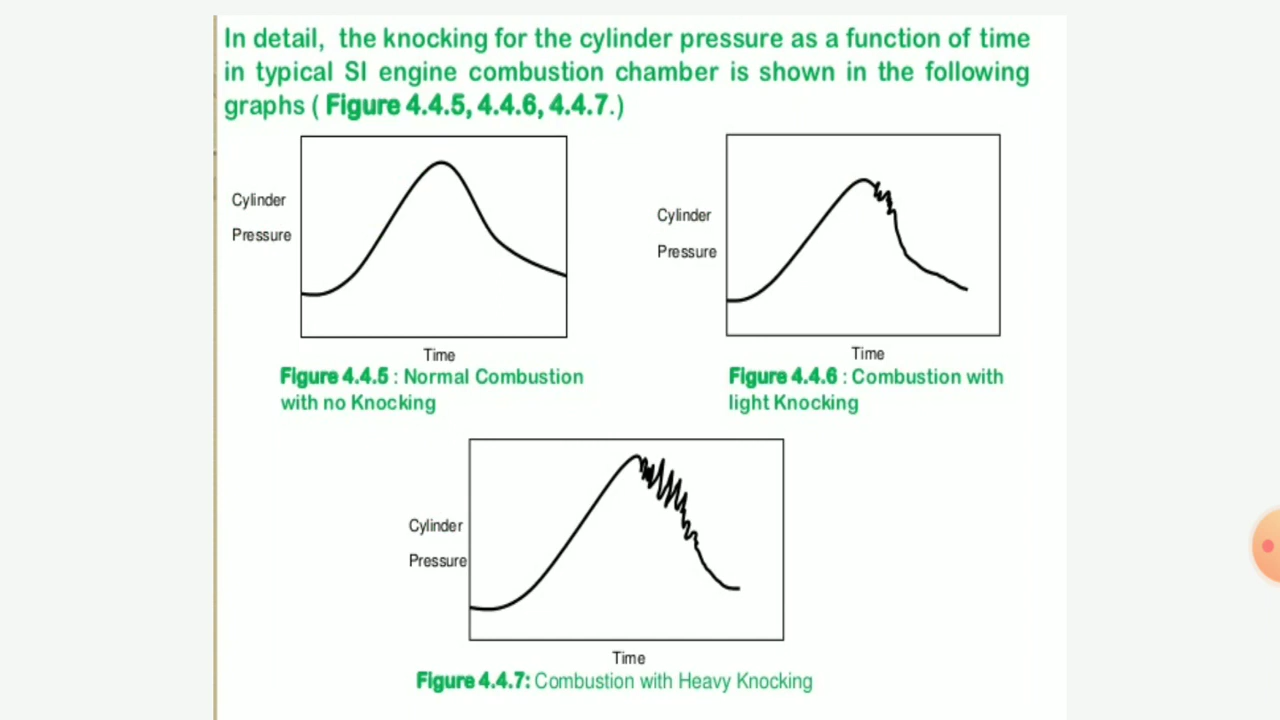 In detail, the knocking for the cylinder pressure as a function of time
in typical SI engine combustion chamber is shown in the following
graphs ( Figure 4.4.5, 4.4.6, 4.4.7.)
Cylinder
Pressure
Time
Figure 4.4.5 : Normal Combustion
with no Knocking
Cylinder
Pressure
Time
Figure 4.4.6 : Combustion with
light Knocking
Cylinder
Pressure
Time
Figure 4.4.7: Combustion with Heavy Knocking